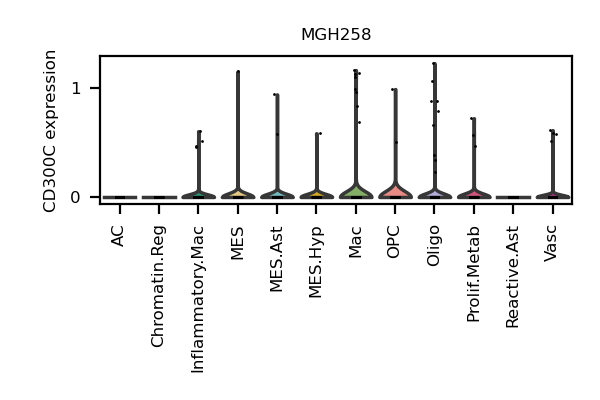 MGH258
CD300C expression
1
0
AC
Chromatin.Reg
Inflammatory.Mac
MES
MES.Ast
MES.Hyp
Mac
OPC
Oligo
Prolif.Metab
Reactive.Ast
Vasc